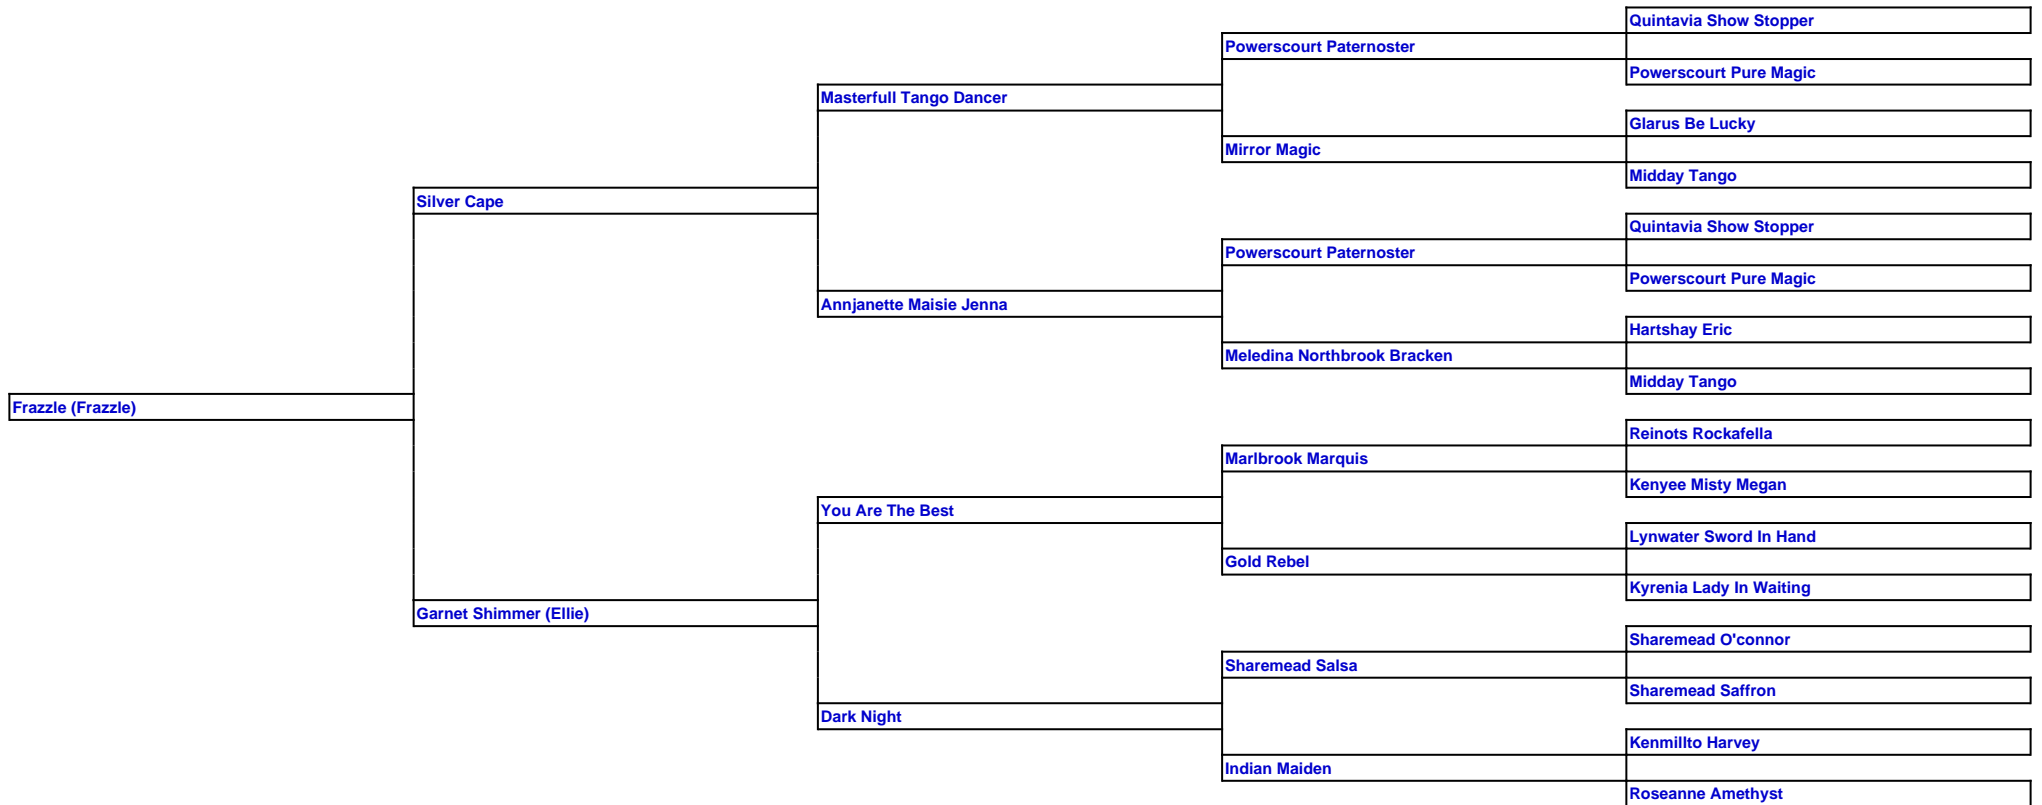 Quintavia Show Stopper
Powerscourt Paternoster
Powerscourt Pure Magic
Masterfull Tango Dancer
Glarus Be Lucky
Mirror Magic
Midday Tango
Silver Cape
Quintavia Show Stopper
Powerscourt Paternoster
Powerscourt Pure Magic
Annjanette Maisie Jenna
Hartshay Eric
Meledina Northbrook Bracken
Midday Tango
Frazzle (Frazzle)
Reinots Rockafella
Marlbrook Marquis
Kenyee Misty Megan
You Are The Best
Lynwater Sword In Hand
Gold Rebel
Kyrenia Lady In Waiting
Garnet Shimmer (Ellie)
Sharemead O'connor
Sharemead Salsa
Sharemead Saffron
Dark Night
Kenmillto Harvey
Indian Maiden
Roseanne Amethyst